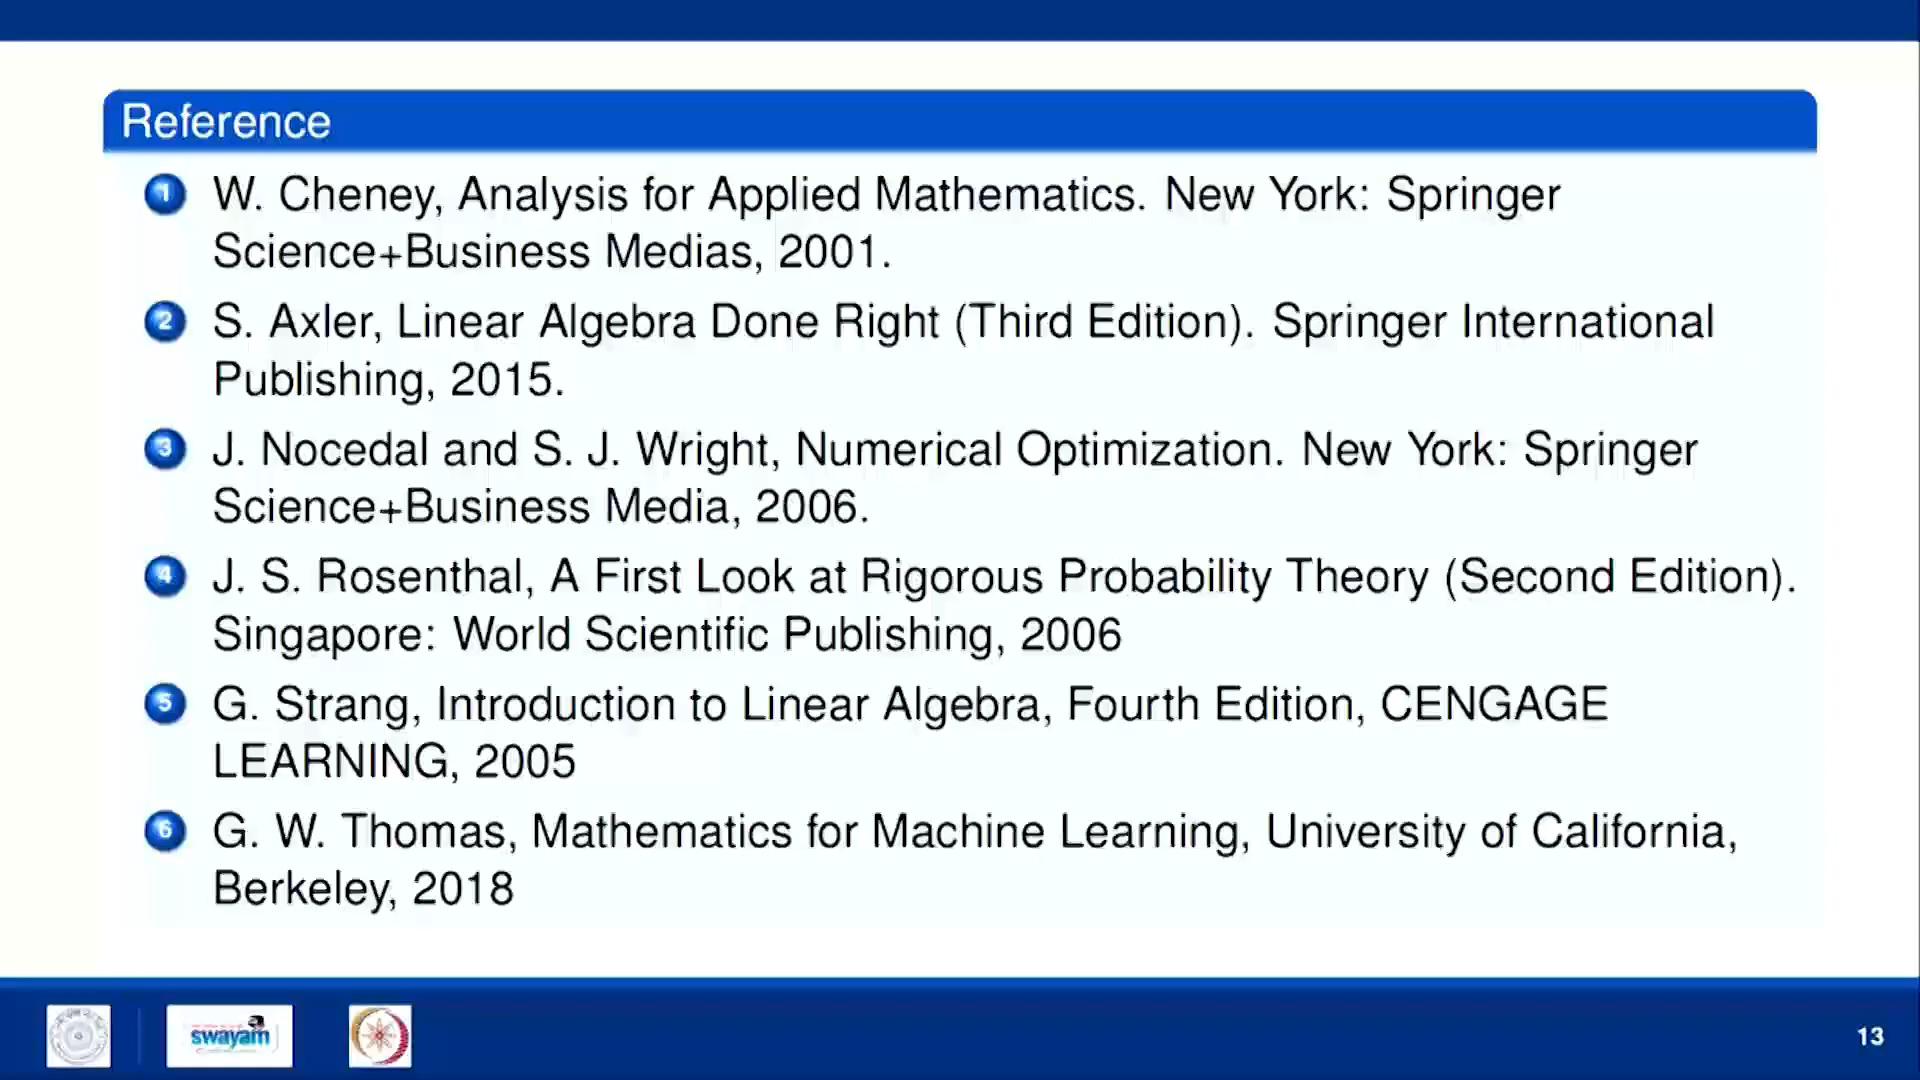 Reference
1 W. Cheney, Analysis for Applied Mathematics. New York: Springer
Science+Business Medias, 2001.
2 S. Axler, Linear Algebra Done Right (Third Edition). Springer International
Publishing, 2015.
3 J. Nocedal and S. J. Wright, Numerical Optimization. New York: Springer
Science+Business Media, 2006.
4 J. S. Rosenthal, A First Look at Rigorous Probability Theory (Second Edition).
Singapore: World Scientific Publishing, 2006
5 G. Strang, Introduction to Linear Algebra, Fourth Edition, CENGAGE
LEARNING, 2005
6 G. W. Thomas, Mathematics for Machine Learning, University of California,
Berkeley, 2018
swayam
13